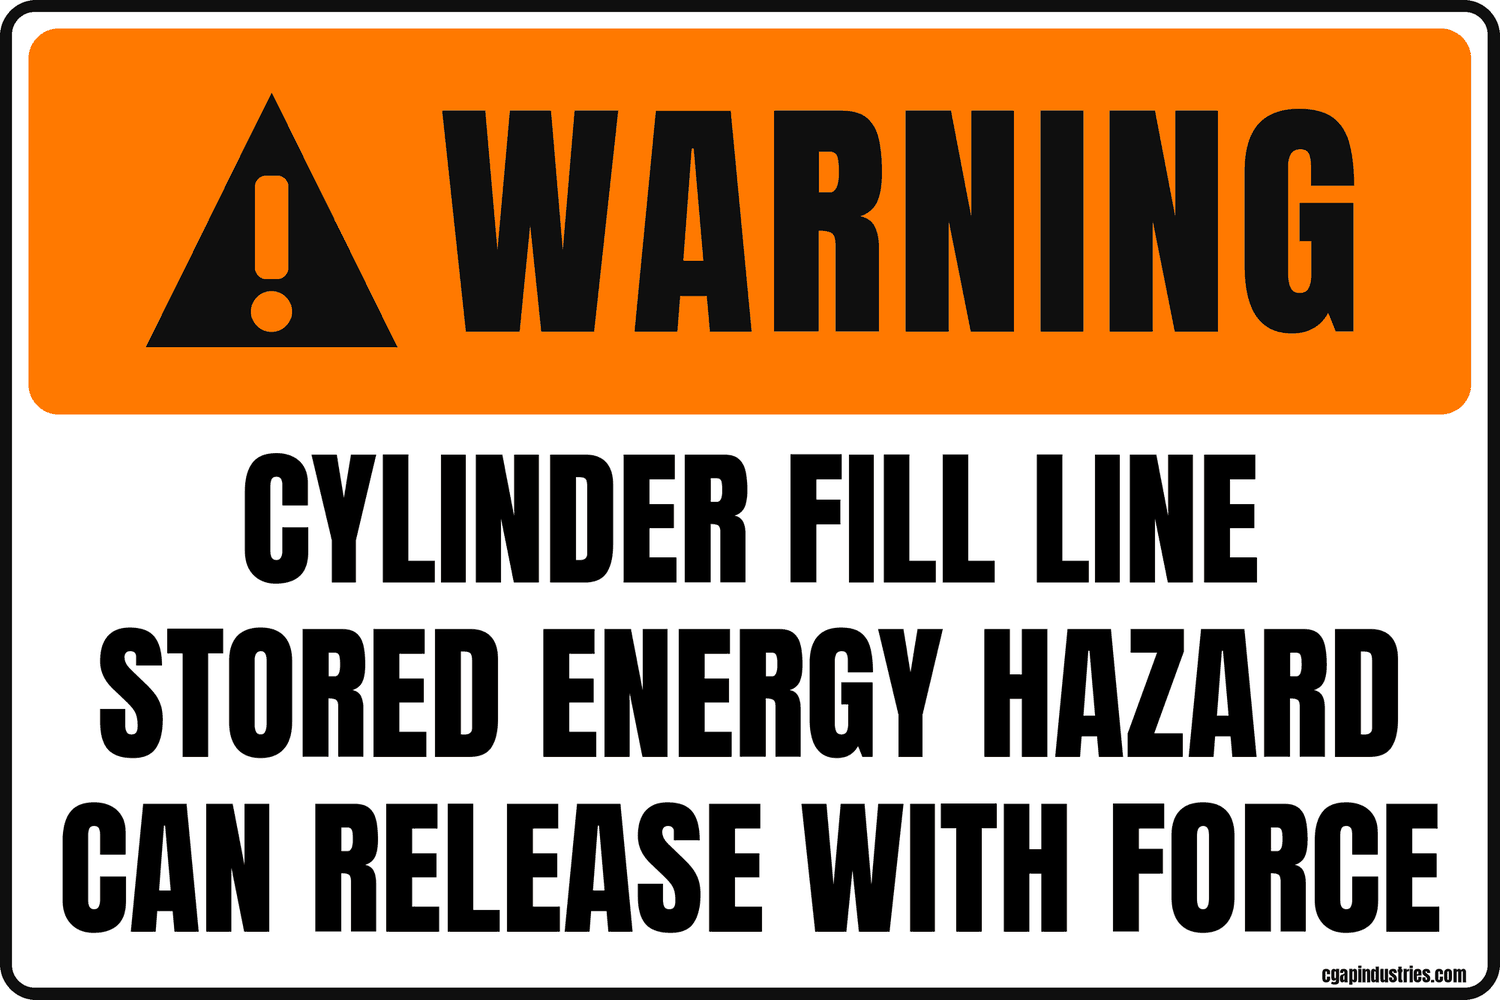 WARNING
CYLINDER FILL LINE
STORED ENERGY HAZARD
CAN RELEASE WITH FORCE
cgapindustries.com